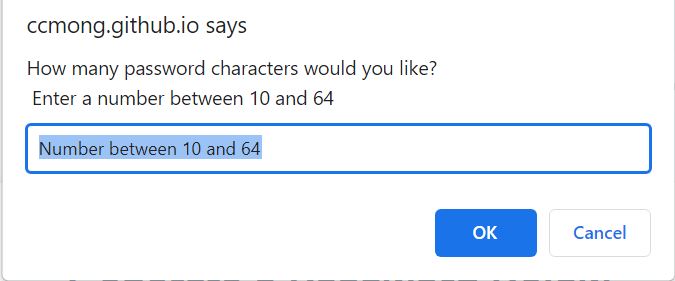 ccmong.github.io says
How many password characters would you like?
Enter a number between 10 and 64
Number between 10 and 64
OK
Cancel